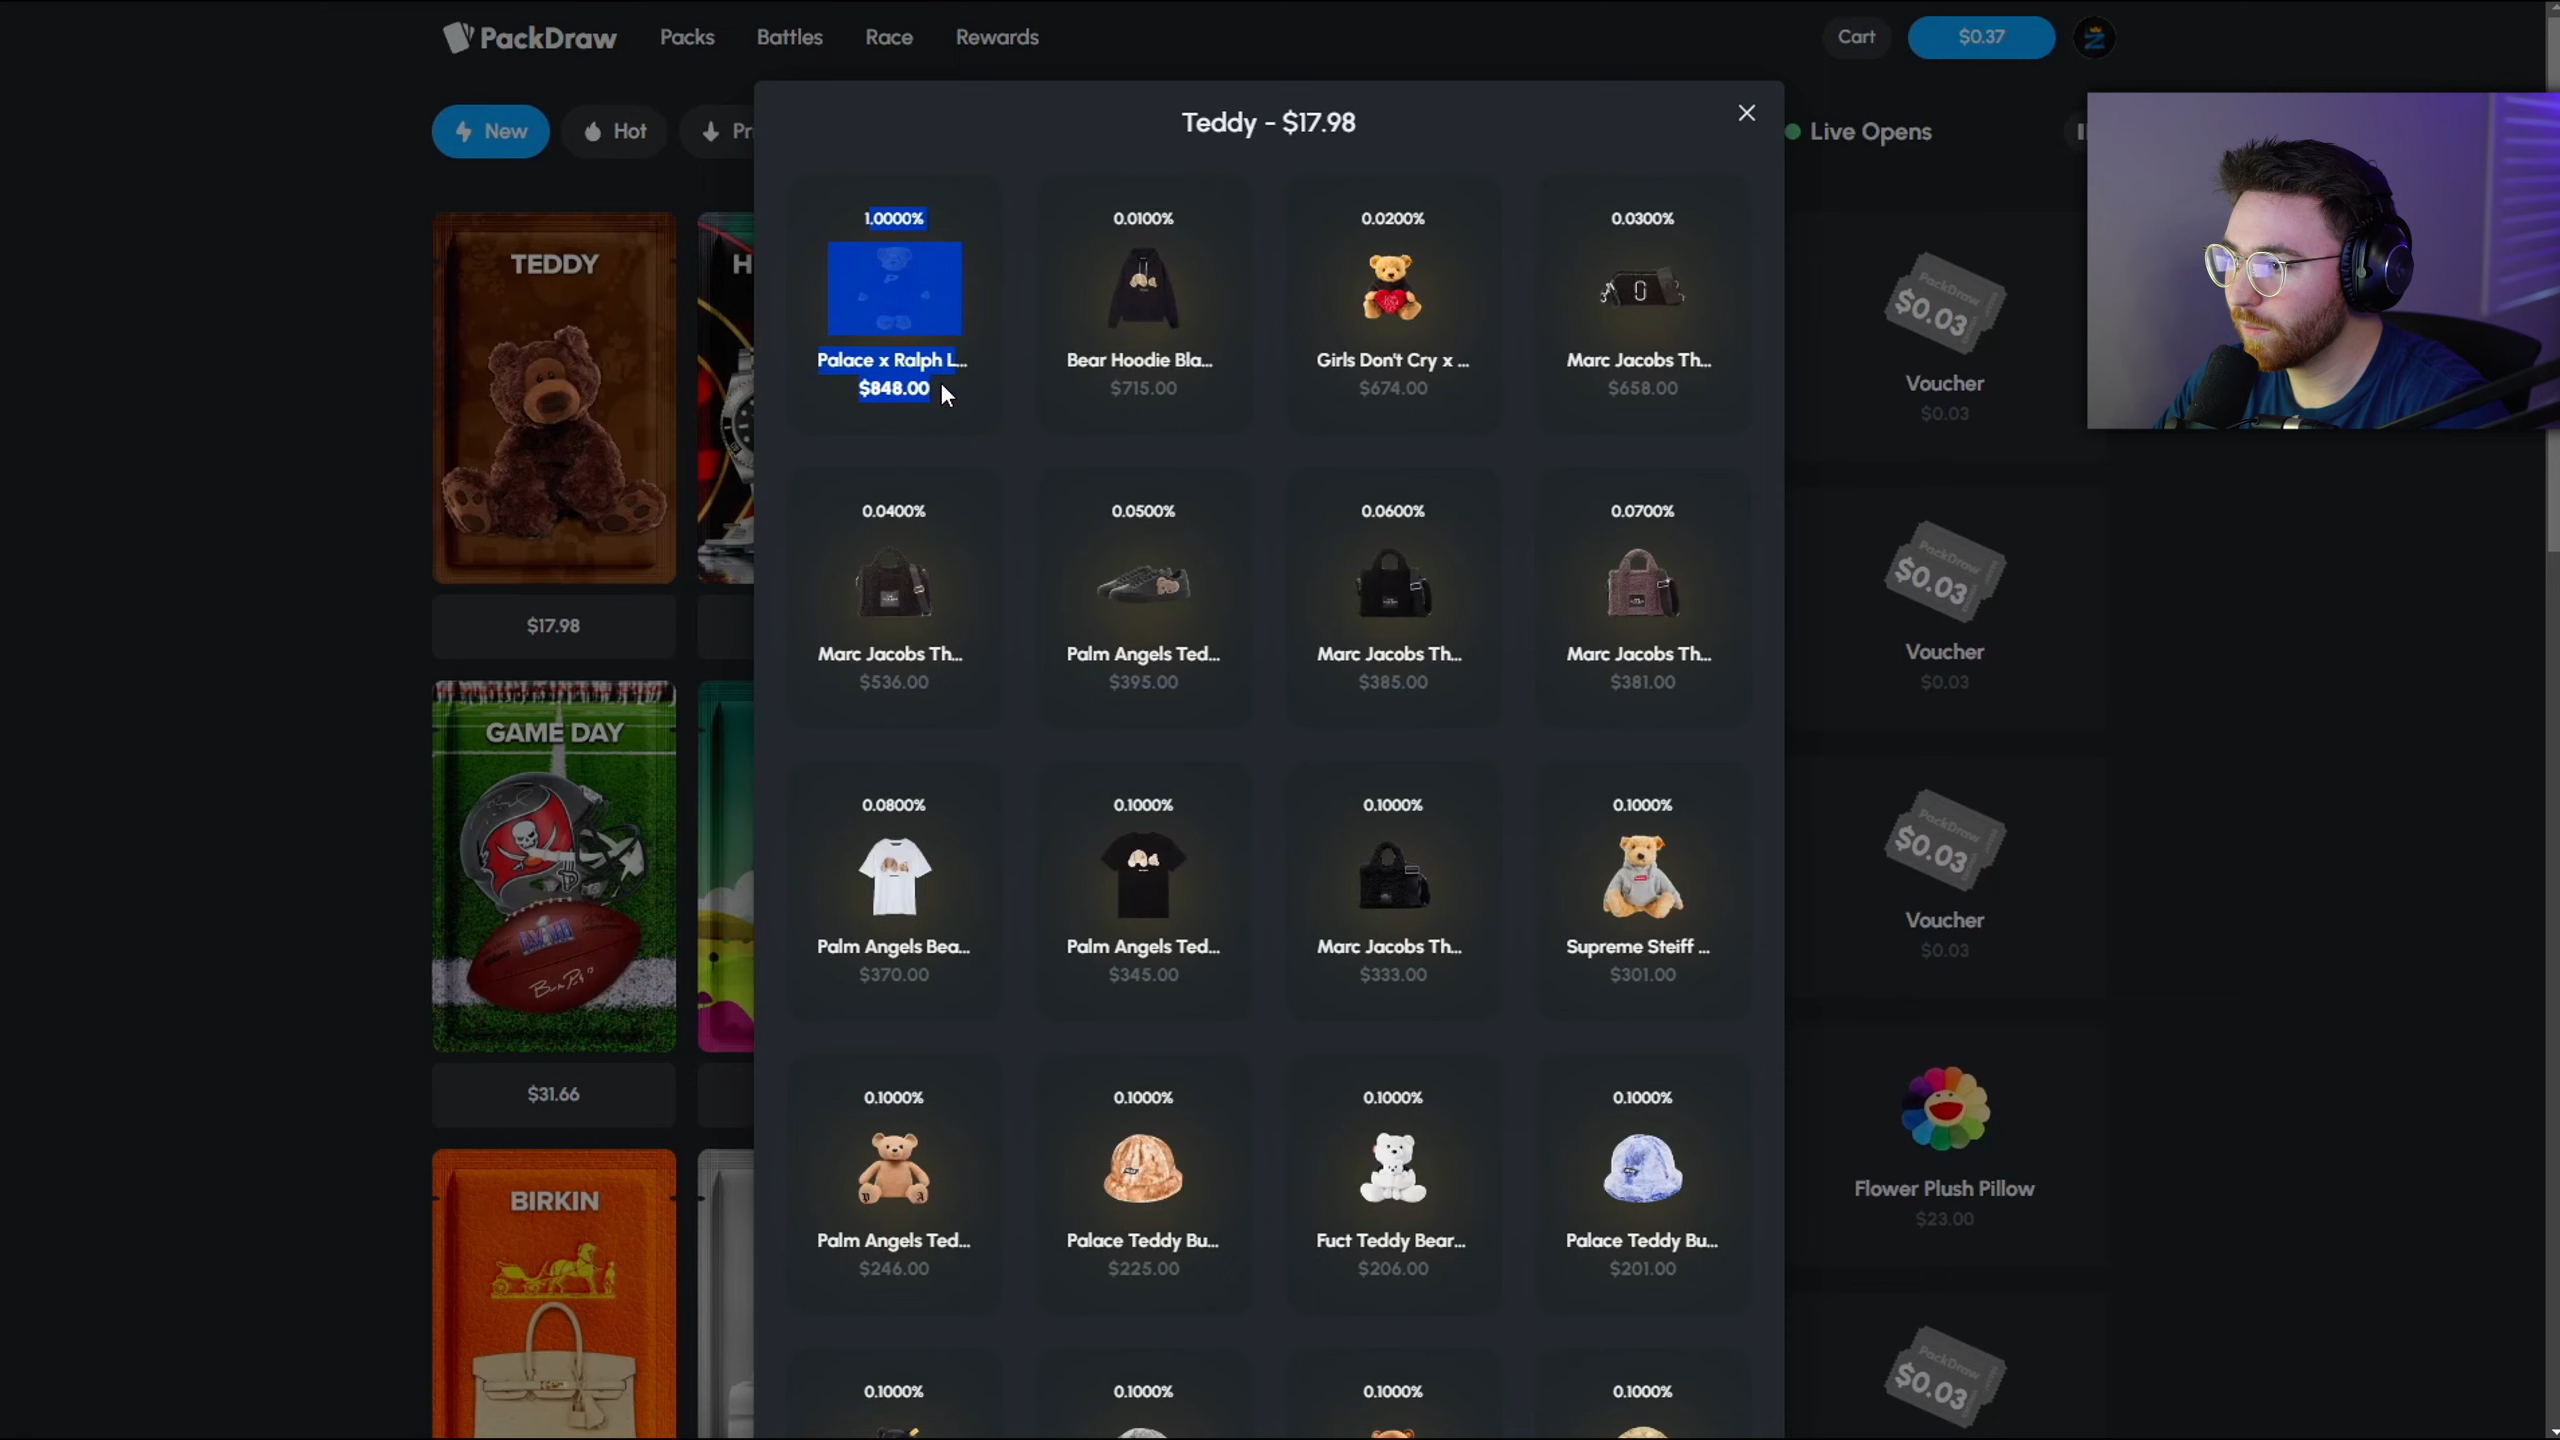 PackDraw
Packs
Battles
Race
Rewards
Cart
$0.37
New
Hot
Pr
Live Opens
Teddy - $17.98
1.0000%
Palace x Ralph L...
$848.00
0.0100%
Bear Hoodie Bla...
$715.00
0.0200%
Girls Don't Cry x ...
$674.00
0.0300%
Marc Jacobs Th...
$658.00
0.0400%
Marc Jacobs Th...
$536.00
0.0500%
Palm Angels Ted...
$395.00
0.0600%
Marc Jacobs Th...
$385.00
0.0700%
Marc Jacobs Th...
$381.00
0.0800%
Palm Angels Bea...
$370.00
0.1000%
Palm Angels Ted...
$345.00
0.1000%
Marc Jacobs Th...
$333.00
0.1000%
Supreme Steiff ...
$301.00
0.1000%
Palm Angels Ted...
$246.00
0.1000%
Palace Teddy Bu...
$225.00
0.1000%
Fuct Teddy Bear...
$206.00
0.1000%
Palace Teddy Bu...
$201.00
0.1000%
0.1000%
0.1000%
0.1000%
TEDDY
$17.98
H
GAME DAY
LVIII
$31.66
BIRKIN
PackDraw
$0.03
Voucher
$0.03
PackDraw
$0.03
Voucher
$0.03
PackDraw
$0.03
Voucher
$0.03
Flower Plush Pillow
$23.00
PackDraw
$0.03